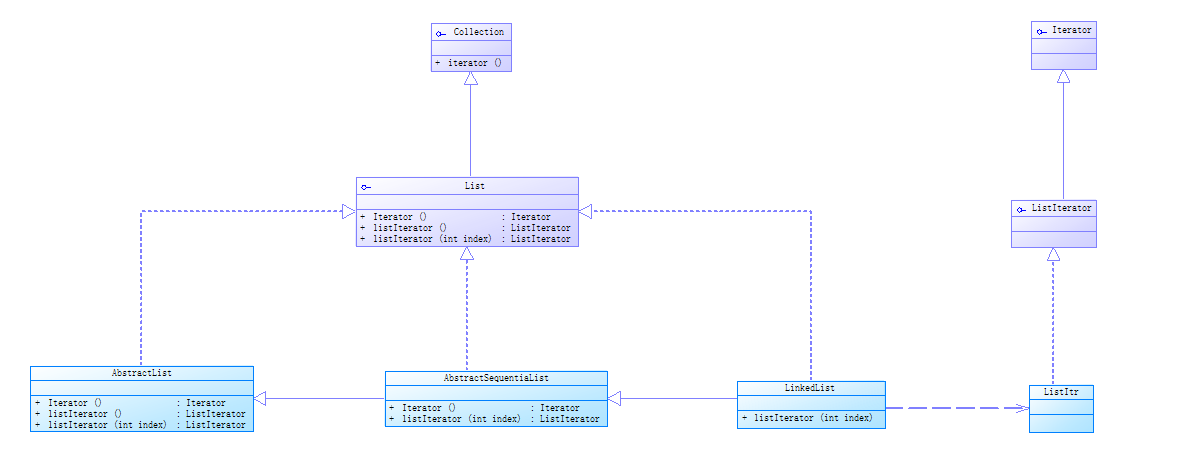 Collection
+ iterator ()
Iterator
List
+ Iterator () : Iterator
+ listIterator () : ListIterator
+ listIterator (int index) : ListIterator
ListIterator
AbstractList
+ Iterator () : Iterator
+ listIterator () : ListIterator
+ listIterator (int index) : ListIterator
AbstractSequentiaList
+ Iterator () : Iterator
+ listIterator (int index) : ListIterator
LinkedList
+ listIterator (int index)
ListItr